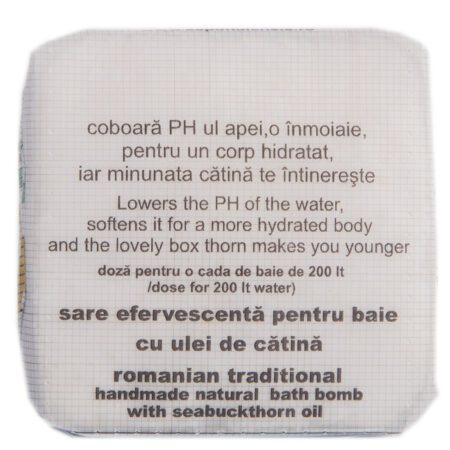 coboară PH ul apei,o înmoiaie,
pentru un corp hidratat,
iar minunata cătină te întinerește
Lowers the PH of the water,
softens it for a more hydrated body
and the lovely box thorn makes you younger
doză pentru o cada de baie de 200 lt
/dose for 200 lt water)
sare efervescentă pentru baie
cu ulei de cătină
romanian traditional
handmade natural bath bomb
with seabuckthorn oil